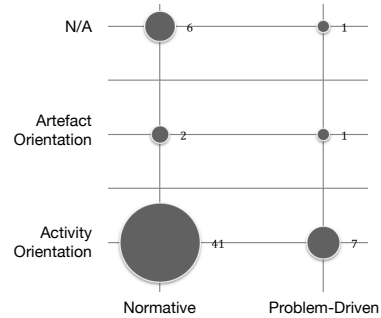 N/A
6
1
Artefact
Orientation
2
1
Activity
Orientation
41
7
Normative
Problem-Driven